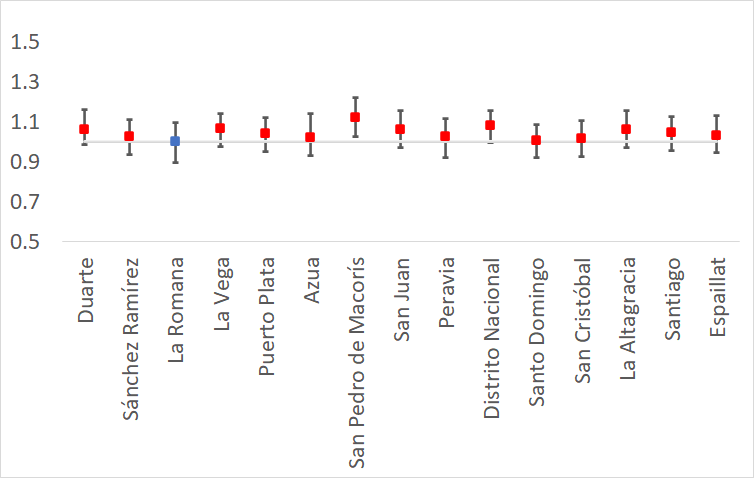 1.5
1.3
1.1
0.9
0.7
0.5
Duarte
Sánchez Ramírez
La Romana
La Vega
Puerto Plata
Azua
San Pedro de Macorís
San Juan
Peravia
Distrito Nacional
Santo Domingo
San Cristóbal
La Altagracia
Santiago
Espaillat